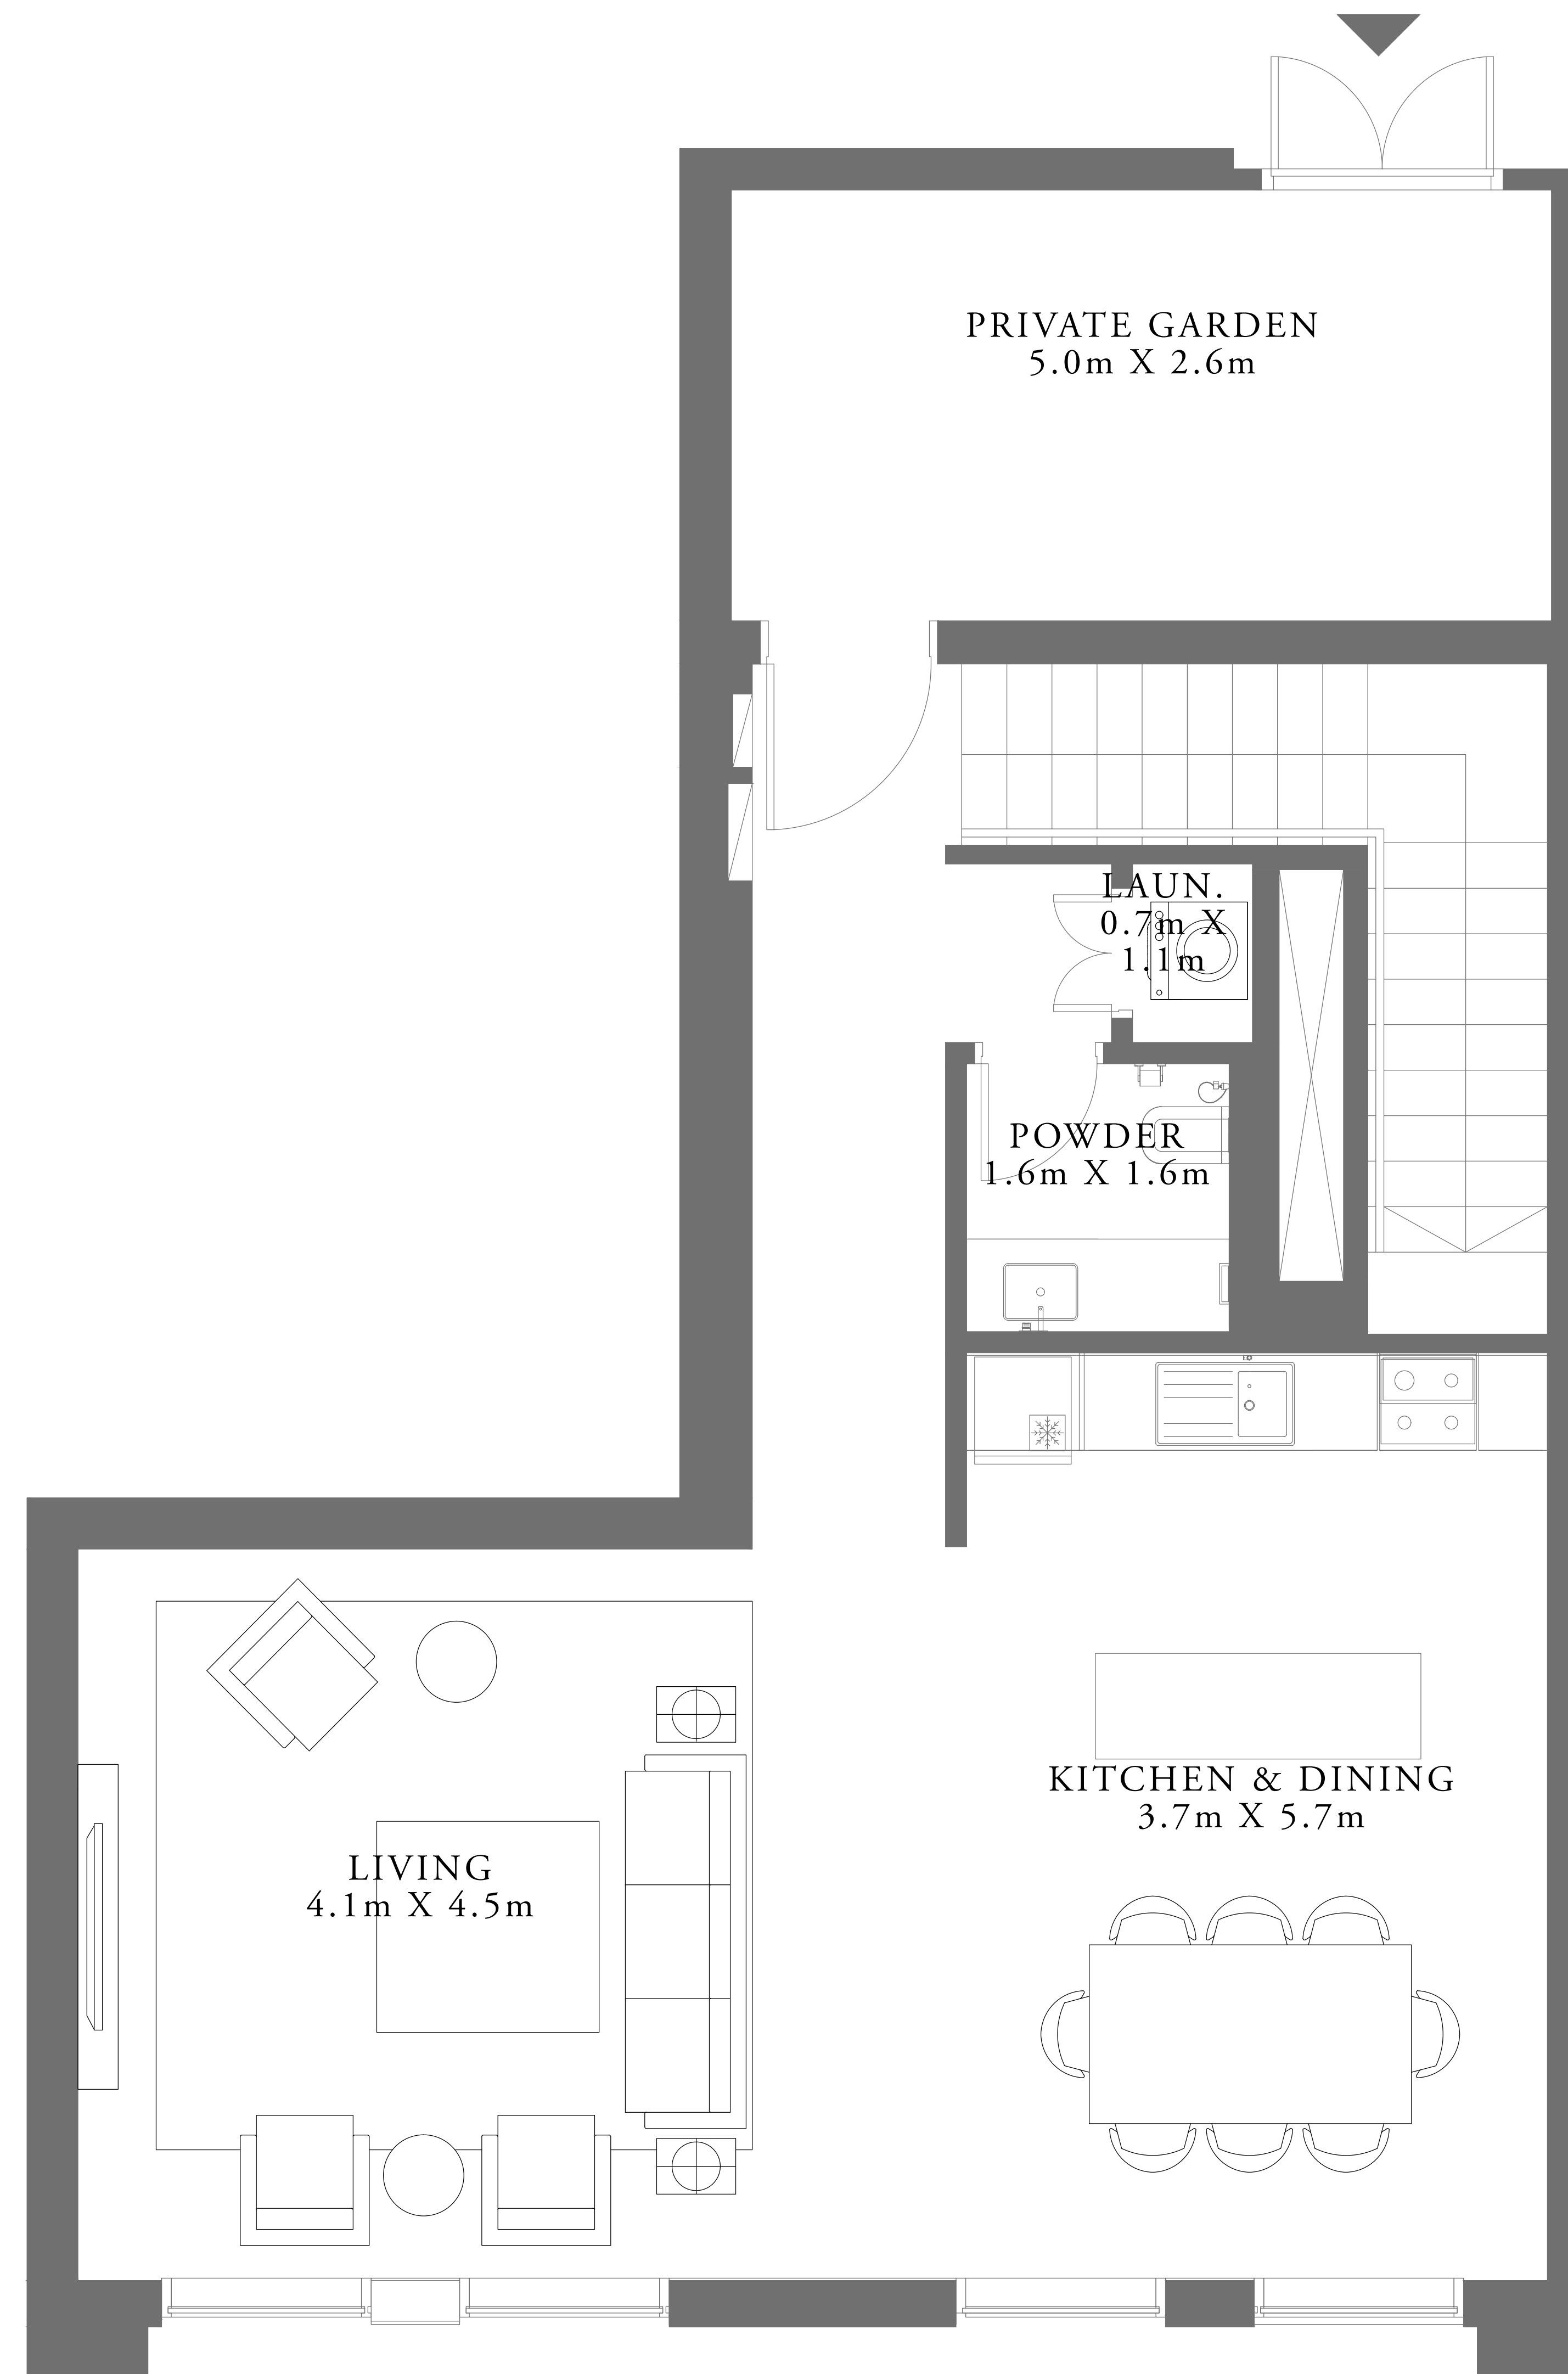 PRIVATE GARDEN
5.0m X 2.6m
LAUN.
0.7m X
1.1m
POWDER
1.6m X 1.6m
KITCHEN & DINING
3.7m X 5.7m
LIVING
4.1m X 4.5m